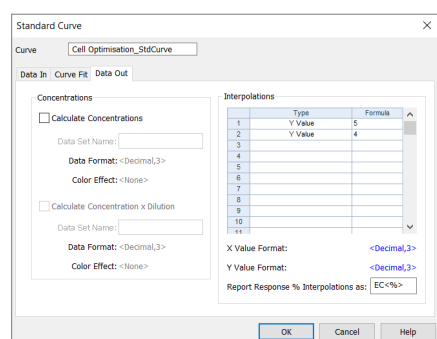 Standard Curve
Curve Cell Optimisation_StdCurve
Data In Curve Fit Data Out
Concentrations
Calculate Concentrations
Data Set Name:
Data Format: <Decimal,3>
Color Effect: <None>
Calculate Concentration x Dilution
Data Set Name:
Data Format: <Decimal,3>
Color Effect: <None>
Interpolations
Type Formula
1 Y Value 5
2 Y Value 4
3
4
5
6
7
8
9
10
11
X Value Format: <Decimal,3>
Y Value Format: <Decimal,3>
Report Response % Interpolations as: EC<%>
OK Cancel Help